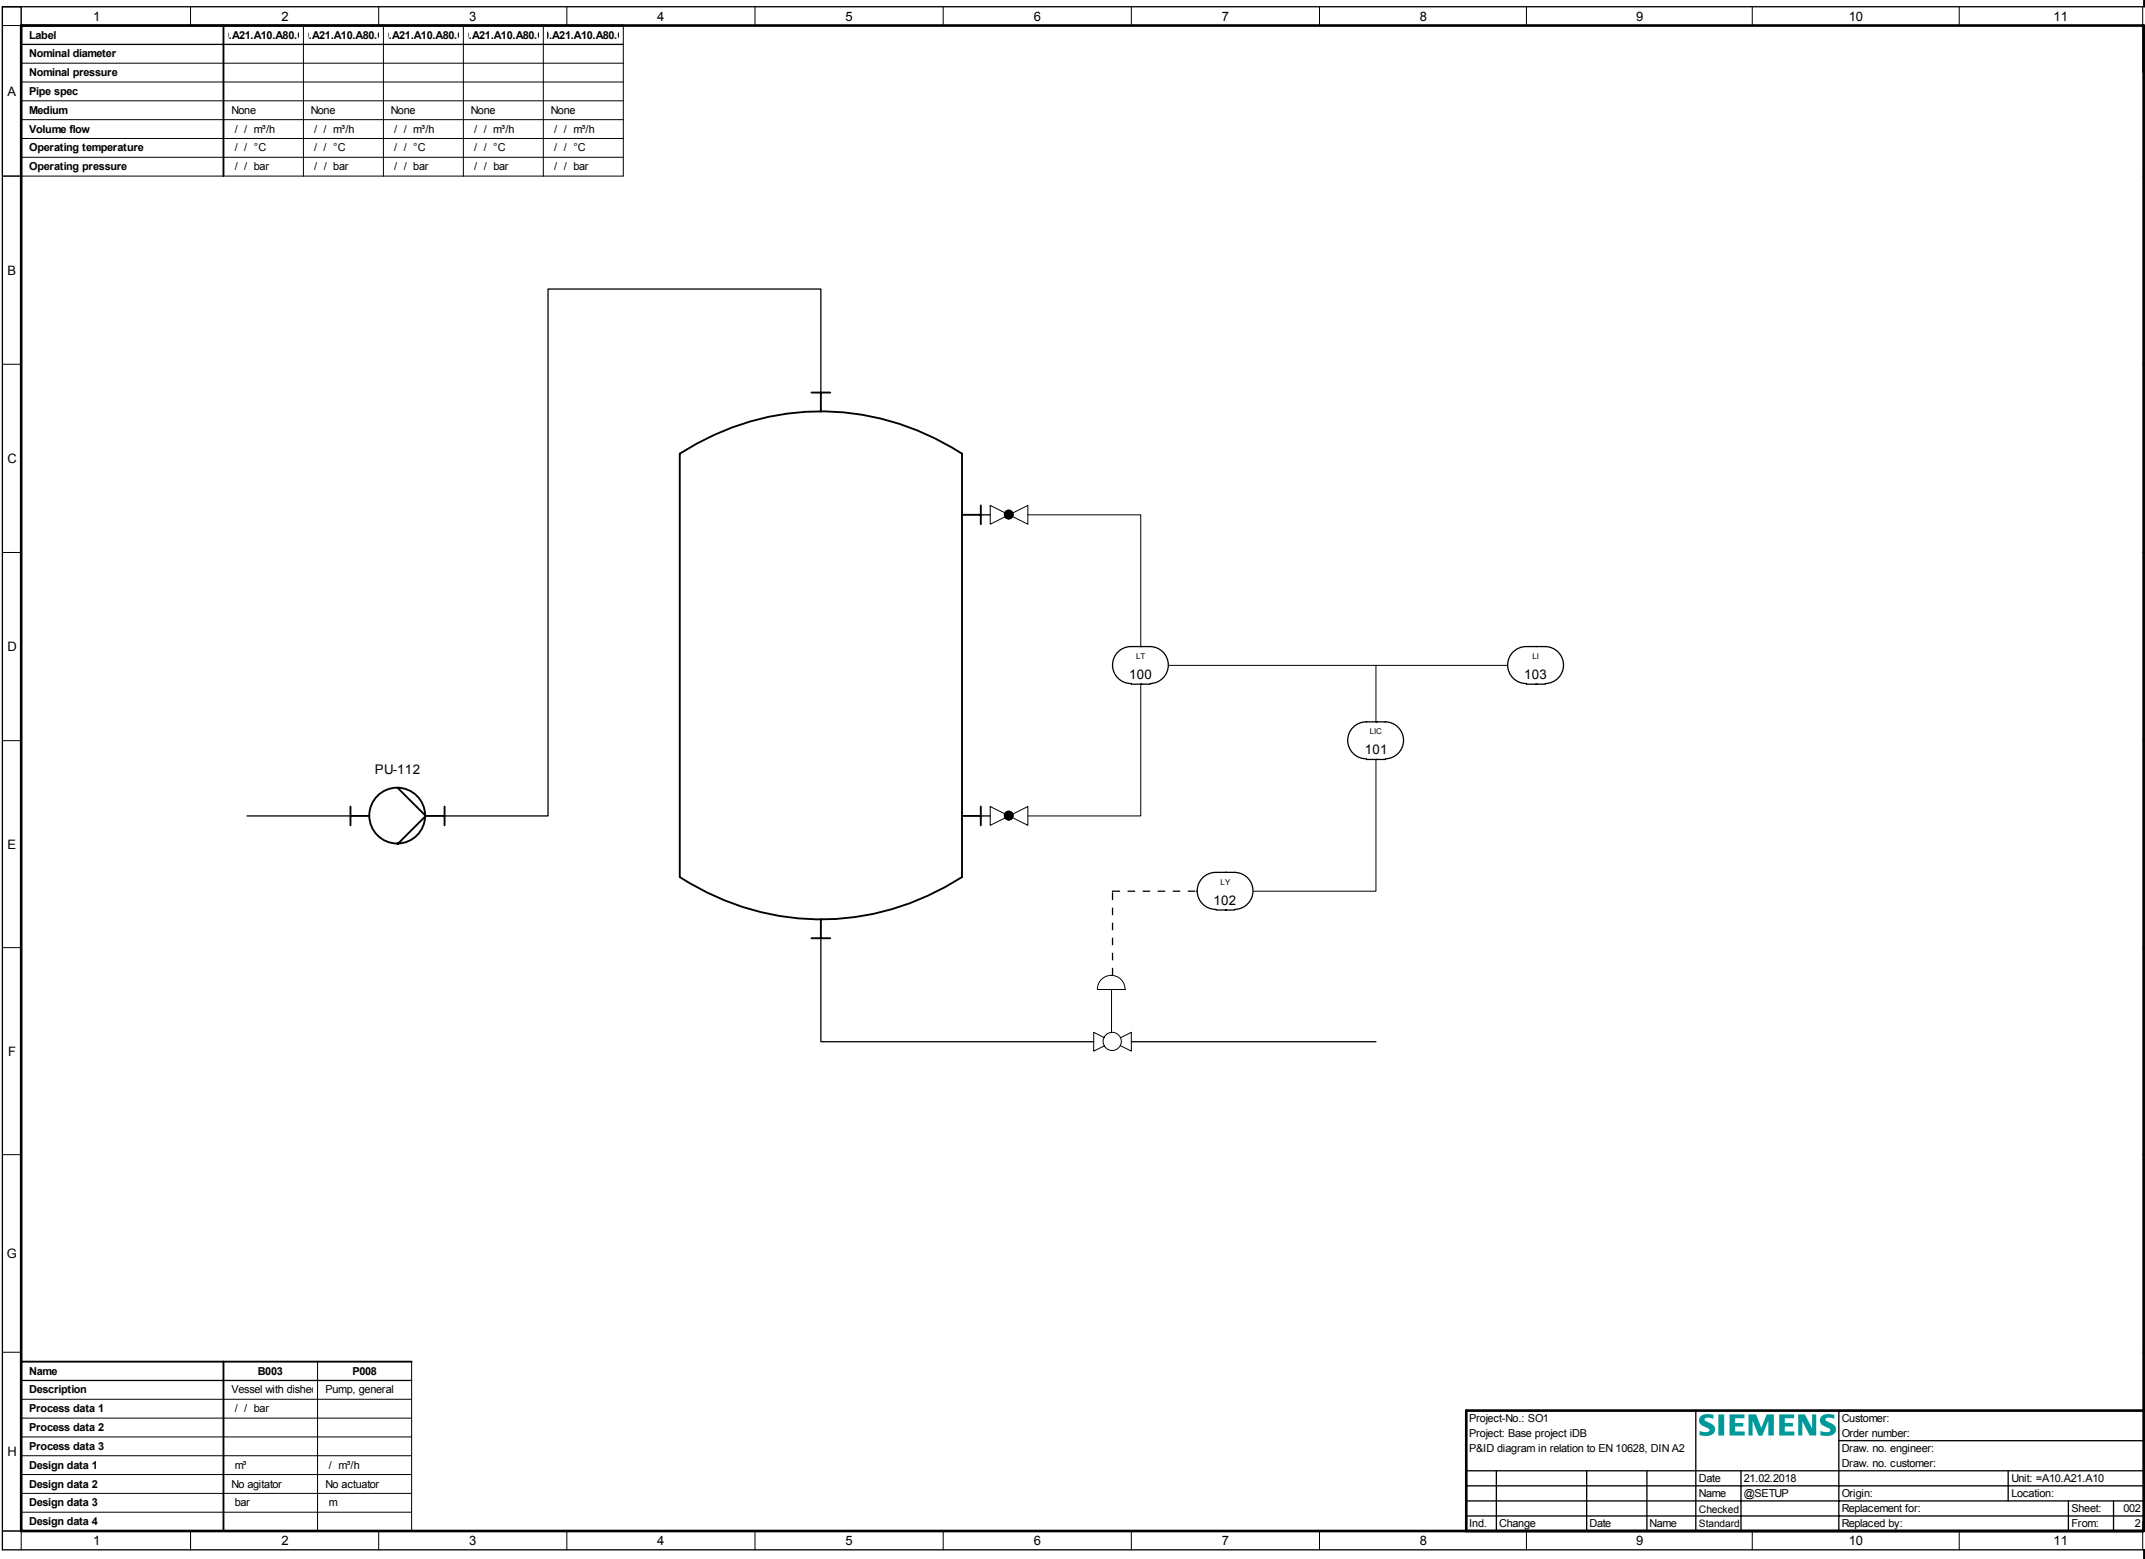 1 2 3 4 5 6 7 8 9 10 11
Label .A21.A10.A80. .A21.A10.A80. .A21.A10.A80. .A21.A10.A80. .A21.A10.A80.
Nominal diameter
Nominal pressure
A
Pipe spec
Medium None None None None None
Volume flow / / m³/h / / m³/h / / m³/h / / m³/h / / m³/h
Operating temperature / / °C / / °C / / °C / / °C / / °C
Operating pressure / / bar / / bar / / bar / / bar / / bar
B
C
D
LT
100
LI
103
LIC
101
PU-112
E
LY
102
F
G
Name B003 P008
Description Vessel with dishe Pump, general
Process data 1 / / bar
Process data 2
Process data 3
H
Design data 1 m³ / m³/h
Design data 2 No agitator No actuator
Design data 3 bar m
Design data 4
Project-No.: SO1
Project: Base project iDB
P&ID diagram in relation to EN 10628, DIN A2
SIEMENS
Customer:
Order number:
Draw. no. engineer:
Draw. no. customer:
Date 21.02.2018 Unit: =A10.A21.A10
Name @SETUP Origin: Location:
Checked Replacement for: Sheet: 002
Ind. Change Date Name Standard Replaced by: From: 2
1 2 3 4 5 6 7 8 9 10 11